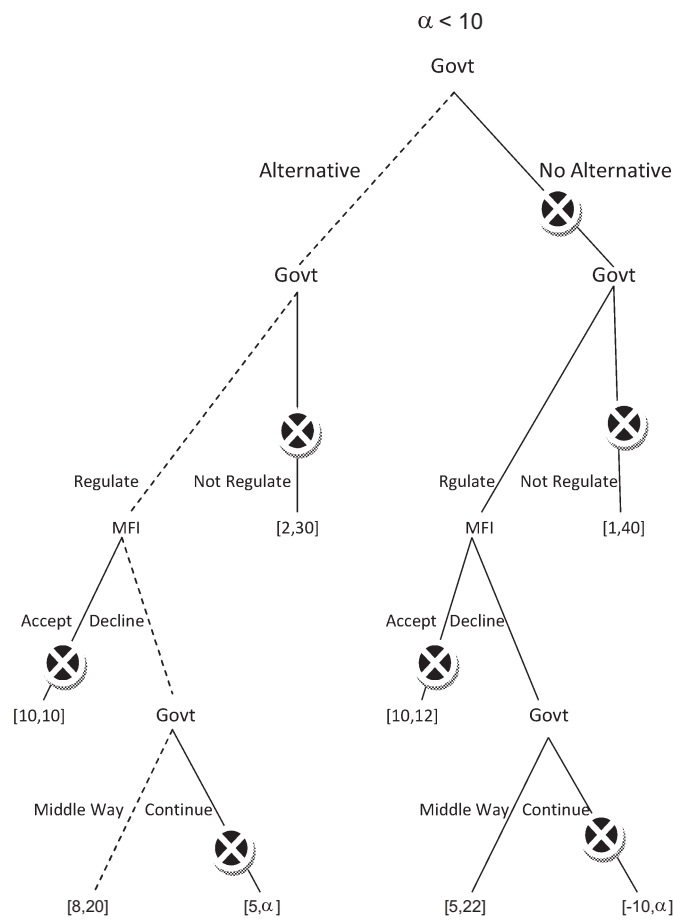 α < 10
Govt
Alternative
No Alternative
Govt
Govt
Regulate
Not Regulate
Rgulate
Not Regulate
MFI
[2,30]
MFI
[1,40]
Accept
Decline
Accept
Decline
[10,10]
Govt
[10,12]
Govt
Middle Way
Continue
Middle Way
Continue
[8,20]
[5,α]
[5,22]
[-10,α]